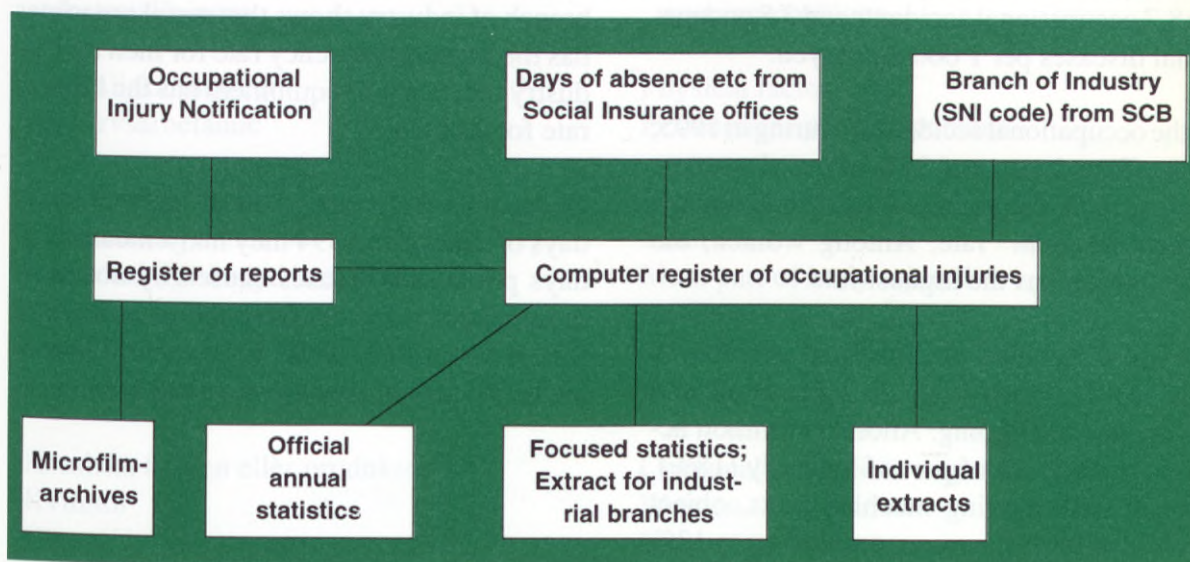 Occupational
Injury Notification
Days of absence etc from
Social Insurance offices
Branch of Industry
(SNI code) from SCB
Register of reports
Computer register of occupational injuries
Microfilm-
archives
Official
annual
statistics
Focused statistics;
Extract for indust-
rial branches
Individual
extracts